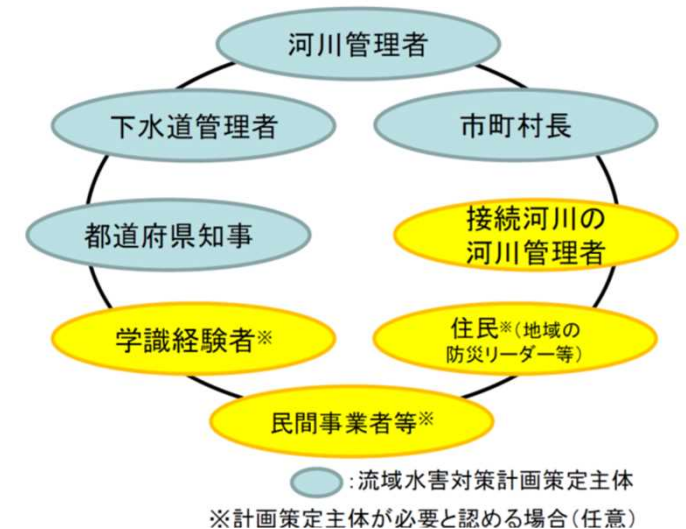 河川管理者
下水道管理者
市町村長
都道府県知事
接続河川の
河川管理者
学識経験者※
住民※(地域の
防災リーダー等)
民間事業者等※
:流域水害対策計画策定主体
※計画策定主体が必要と認める場合(任意)